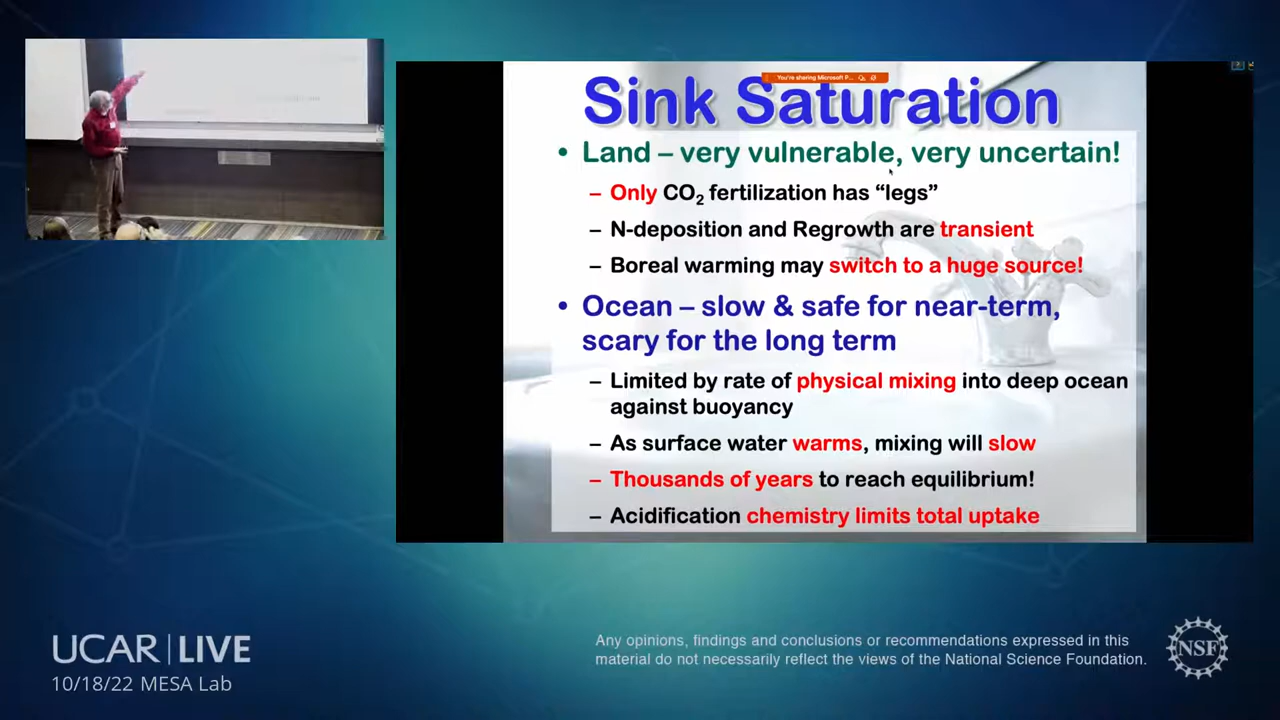 You're sharing Microsoft P...
Sink Saturation
• Land – very vulnerable, very uncertain!
– Only CO₂ fertilization has “legs”
– N-deposition and Regrowth are transient
– Boreal warming may switch to a huge source!
• Ocean – slow & safe for near-term,
scary for the long term
– Limited by rate of physical mixing into deep ocean
against buoyancy
– As surface water warms, mixing will slow
– Thousands of years to reach equilibrium!
– Acidification chemistry limits total uptake
UCAR | LIVE
10/18/22 MESA Lab
Any opinions, findings and conclusions or recommendations expressed in this
material do not necessarily reflect the views of the National Science Foundation.
NSF